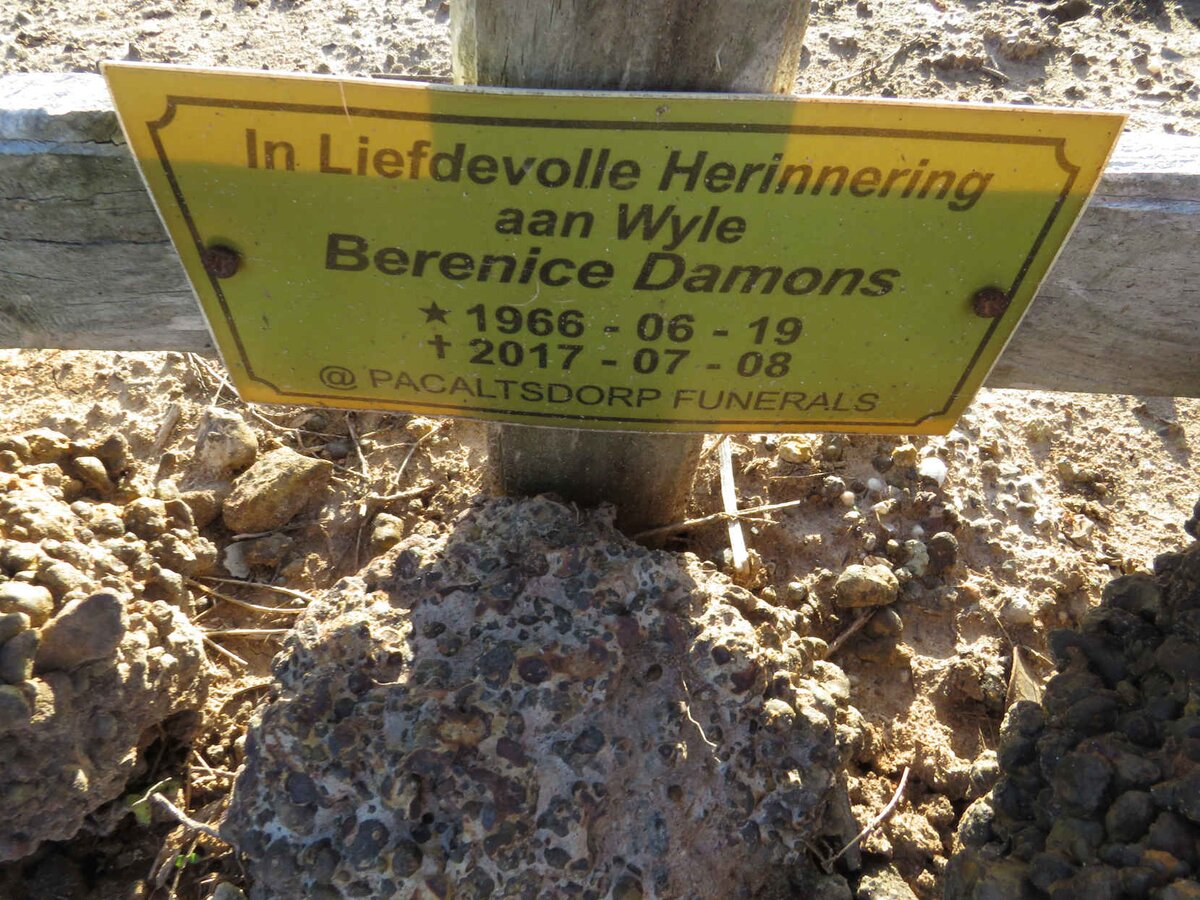 In Liefdevolle Herinnering
aan Wyle
Berenice Damons
★ 1966 - 06 - 19
✝ 2017 - 07 - 08
@ PACALTSDORP FUNERALS